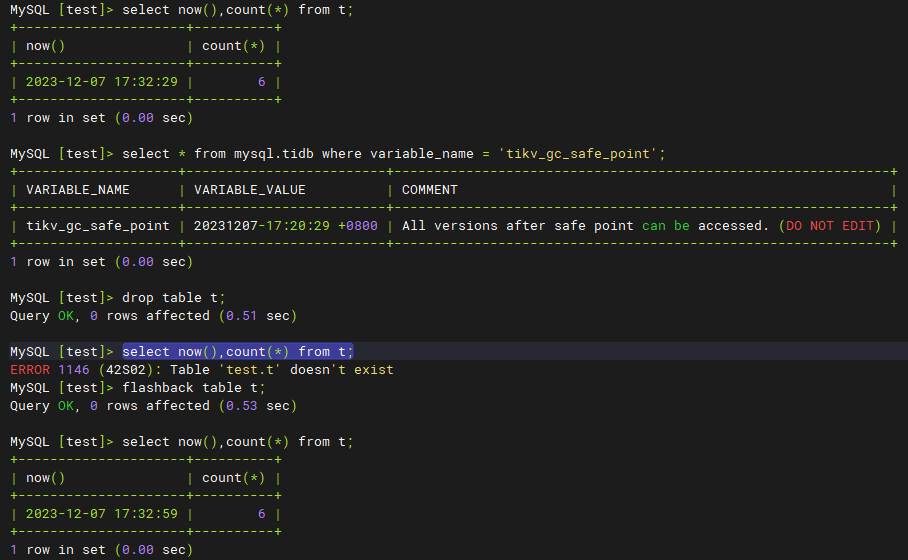 MySQL [test]> select now(),count(*) from t;
+---------------------+----------+
| now()               | count(*) |
+---------------------+----------+
| 2023-12-07 17:32:29 |        6 |
+---------------------+----------+
1 row in set (0.00 sec)

MySQL [test]> select * from mysql.tidb where variable_name = 'tikv_gc_safe_point';
+--------------------+--------------------------+--------------------------------------------------------------+
| VARIABLE_NAME      | VARIABLE_VALUE          | COMMENT                                                      |
+--------------------+-------------------------+--------------------------------------------------------------+
| tikv_gc_safe_point | 20231207-17:20:29 +0800 | All versions after safe point can be accessed. (DO NOT EDIT) |
+--------------------+-------------------------+--------------------------------------------------------------+
1 row in set (0.00 sec)

MySQL [test]> drop table t;
Query OK, 0 rows affected (0.51 sec)

MySQL [test]> select now(),count(*) from t;
ERROR 1146 (42S02): Table 'test.t' doesn't exist
MySQL [test]> flashback table t;
Query OK, 0 rows affected (0.53 sec)

MySQL [test]> select now(),count(*) from t;
+---------------------+----------+
| now()               | count(*) |
+---------------------+----------+
| 2023-12-07 17:32:59 |        6 |
+---------------------+----------+
1 row in set (0.00 sec)